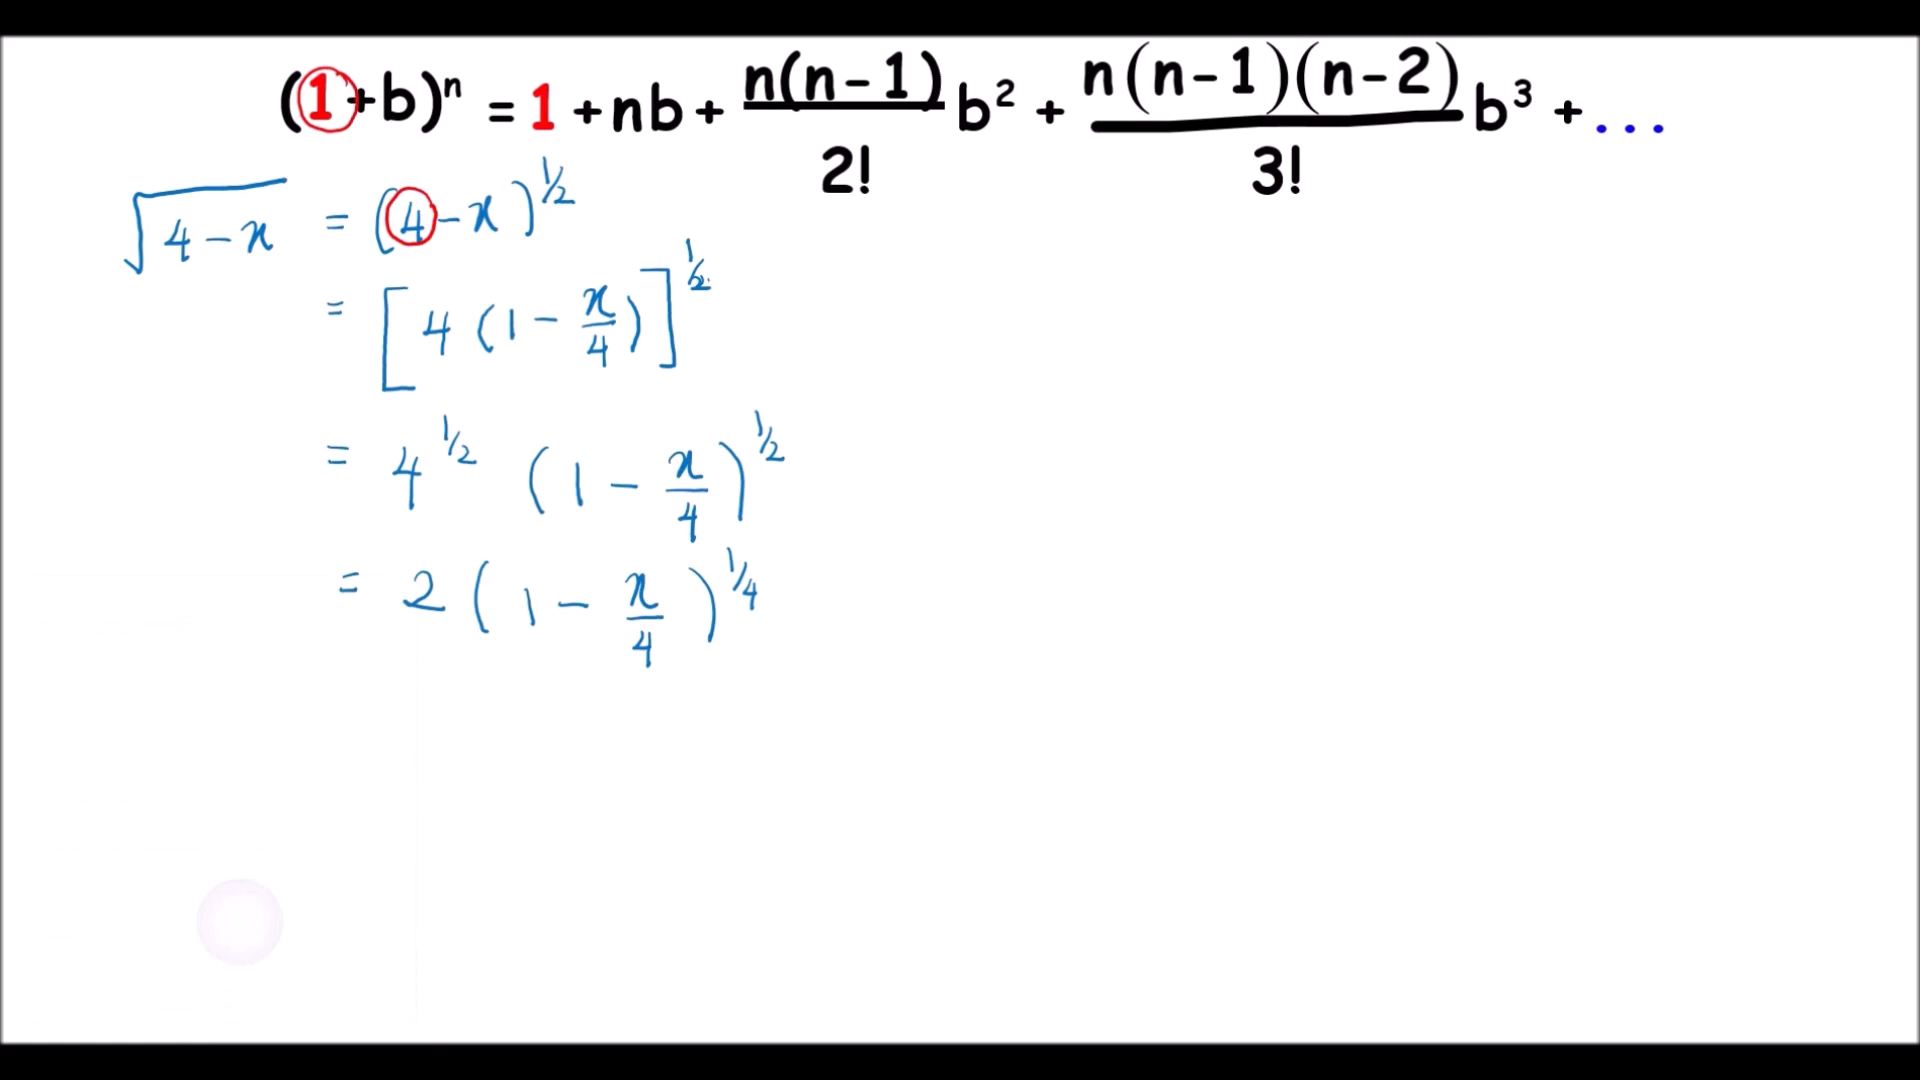 (1+b)ⁿ = 1 + nb + n(n-1)/2! b² + n(n-1)(n-2)/3! b³ + ...
√(4-x) = (4-x)^1/2
= [4(1 - x/4)]^1/2
= 4^1/2 (1 - x/4)^1/2
= 2(1 - x/4)^1/4